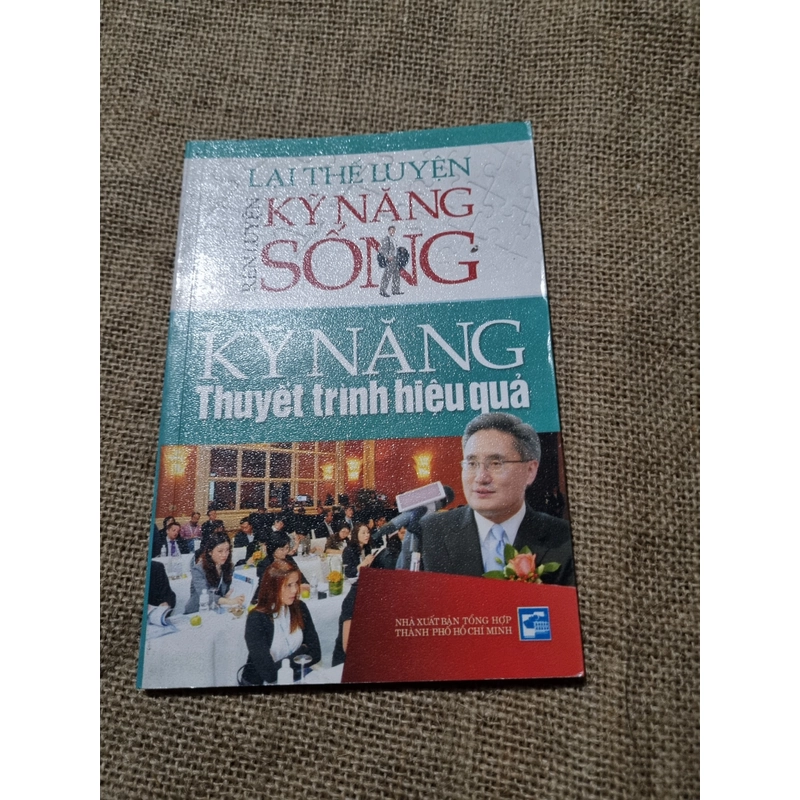 LẠI THẾ LUYỆN
RÈN LUYỆN
KỸ NĂNG
SỐNG
KỸ NĂNG
Thuyết trình hiệu quả
NHÀ XUẤT BẢN TỔNG HỢP
THÀNH PHỐ HỒ CHÍ MINH